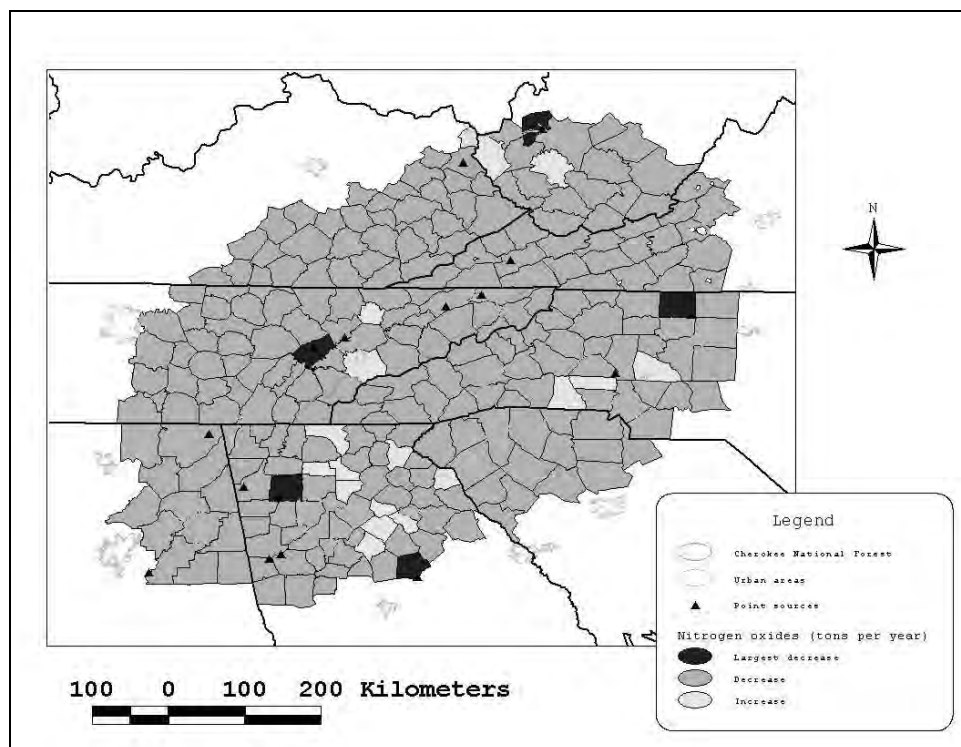 N
Legend
Cherokee National Forest
Urban areas
Point sources
Nitrogen oxides (tons per year)
Largest decrease
Decrease
Increase
100 0 100 200 Kilometers